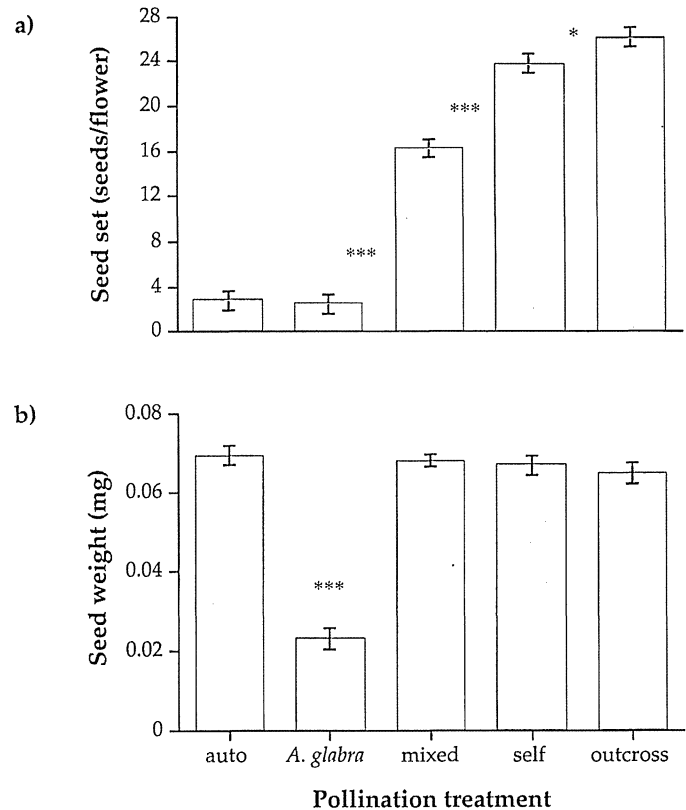 a)
Seed set (seeds/flower)
28
24
20
16
12
8
4
0
***
***
*
b)
Seed weight (mg)
0.08
0.06
0.04
0.02
0
***
auto A. glabra mixed self outcross
Pollination treatment